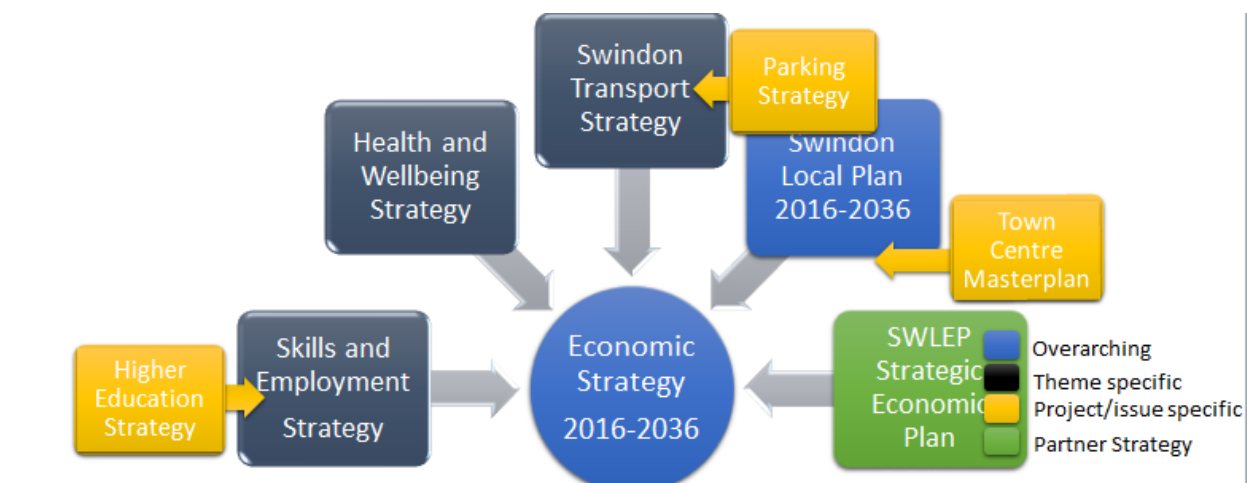 Swindon
Transport
Strategy
Parking
Strategy
Health and
Wellbeing
Strategy
Swindon
Local Plan
2016-2036
Town
Centre
Masterplan
Higher
Education
Strategy
Skills and
Employment
Strategy
Economic
Strategy
2016-2036
SWLEP
Strategic
Economic
Plan
Overarching
Theme specific
Project/issue specific
Partner Strategy